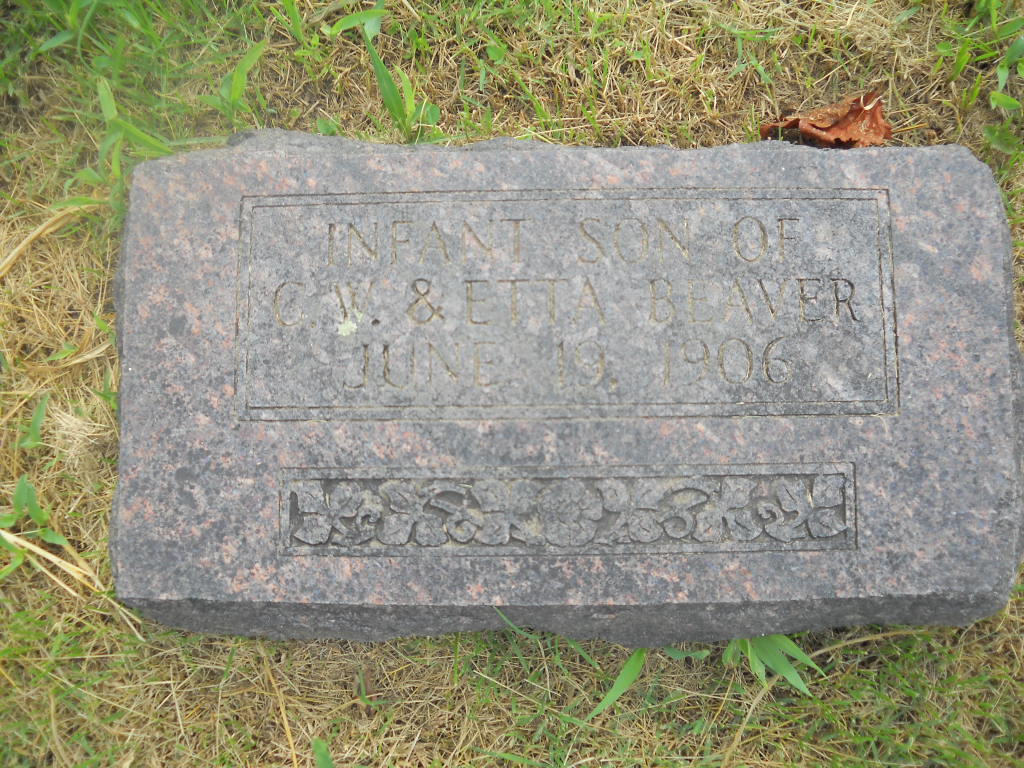 INFANT SON OF
C. W. & ETTA BEAVER
JUNE 19, 1906